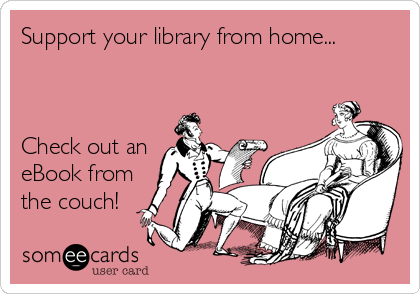 Support your library from home...
Check out an
eBook from
the couch!
someecards
user card